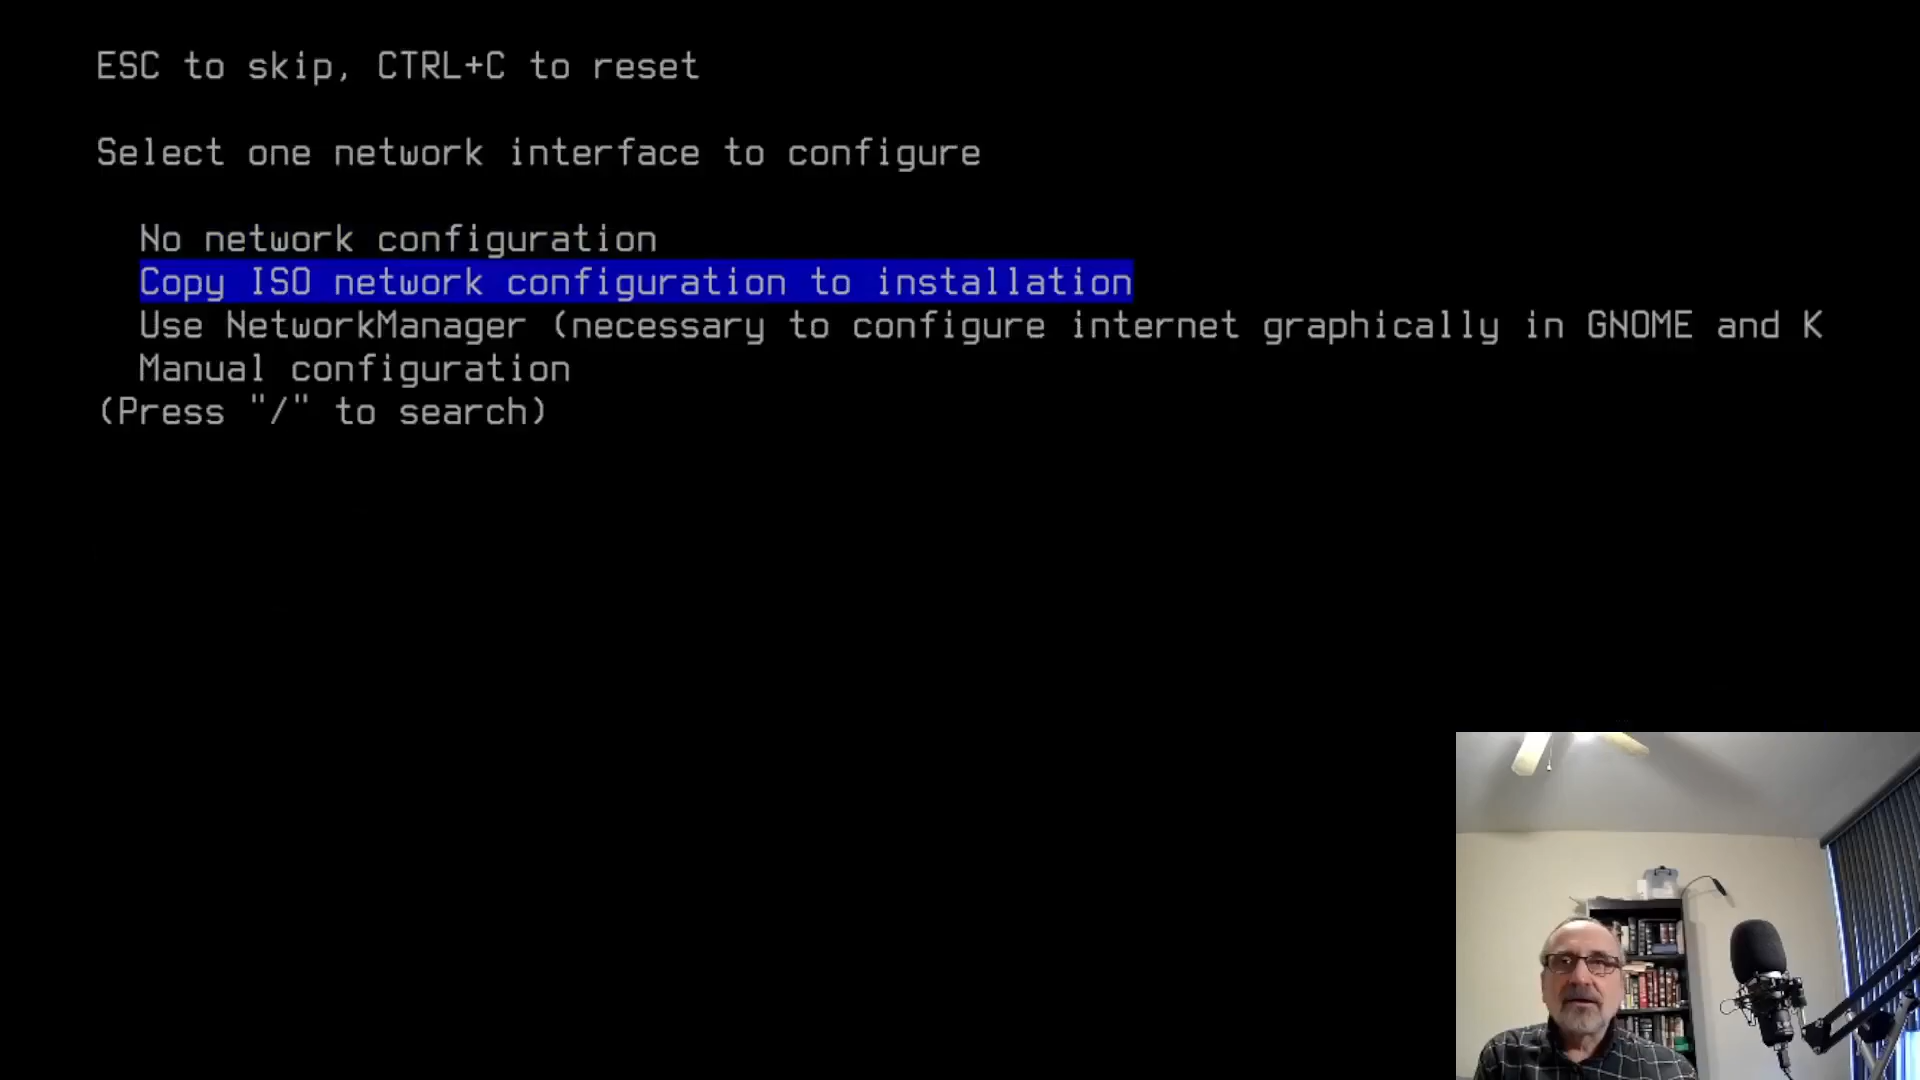 ESC to skip, CTRL+C to reset
Select one network interface to configure
No network configuration
Copy ISO network configuration to installation
Use NetworkManager (necessary to configure internet graphically in GNOME and K
Manual configuration
(Press "/" to search)